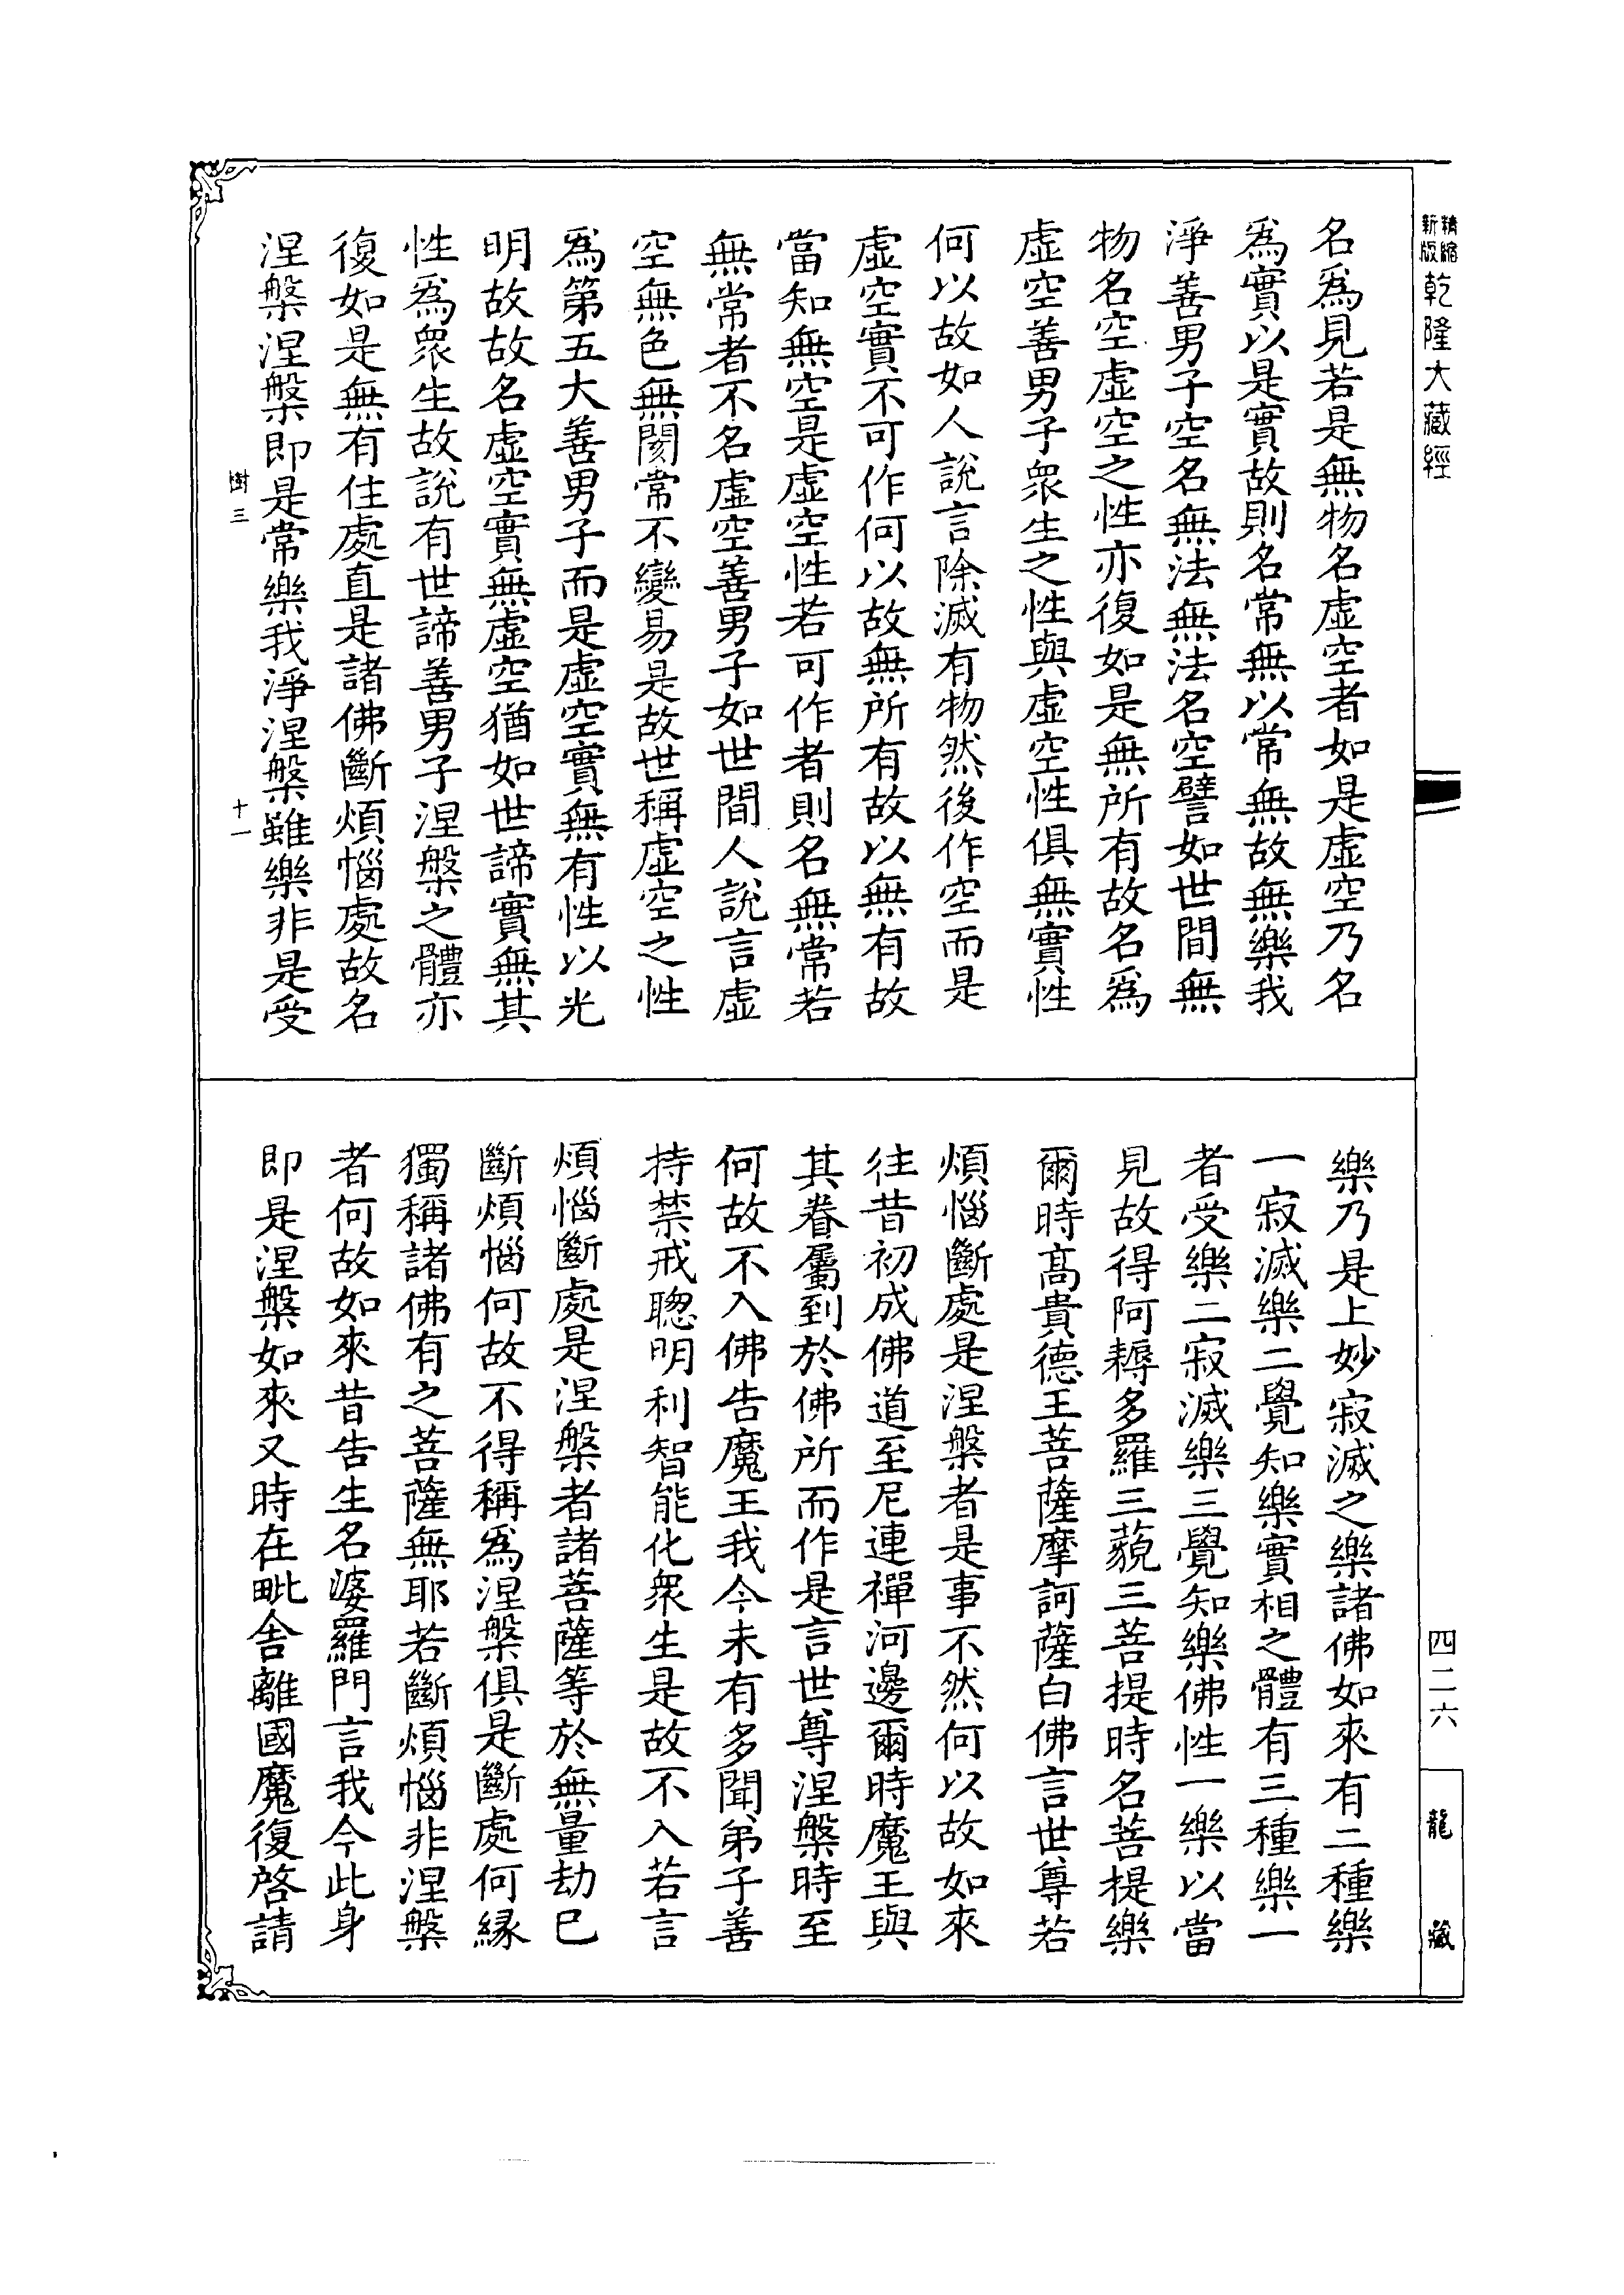 精縮
新版
乾隆大藏經
名爲見若是無物名虛空者如是虛空乃名
爲實以是實故則名常無以常無故無樂我
淨善男子空名無法無法名空譬如世間無
物名空虛空之性亦復如是無所有故名爲
虛空善男子衆生之性與虛空性俱無實性
何以故如人說言除滅有物然後作空而是
虛空實不可作何以故無所有故以無有故
當知無空是虛空性若可作者則名無常若
無常者不名虛空善男子如世間人說言虛
空無色無閡常不變易是故世稱虛空之性
爲第五大善男子而是虛空實無有性以光
明故故名虛空實無虛空猶如世諦實無其
性爲衆生故說有世諦善男子涅槃之體亦
復如是無有住處直是諸佛斷煩惱處故名
涅槃涅槃即是常樂我淨涅槃雖樂非是受
樹三
十一
樂乃是上妙寂滅之樂諸佛如來有二種樂
一寂滅樂二覺知樂實相之體有三種樂一
者受樂二寂滅樂三覺知樂佛性一樂以當
見故得阿耨多羅三藐三菩提時名菩提樂
爾時高貴德王菩薩摩訶薩白佛言世尊若
煩惱斷處是涅槃者是事不然何以故如來
往昔初成佛道至尼連禪河邊爾時魔王與
其眷屬到於佛所而作是言世尊涅槃時至
何故不入佛告魔王我今未有多聞弟子善
持禁戒聰明利智能化衆生是故不入若言
煩惱斷處是涅槃者諸菩薩等於無量劫已
斷煩惱何故不得稱爲涅槃俱是斷處何緣
獨稱諸佛有之菩薩無耶若斷煩惱非涅槃
者何故如來昔告生名婆羅門言我今此身
即是涅槃如來又時在毗舍離國魔復啓請
四二六
龍藏